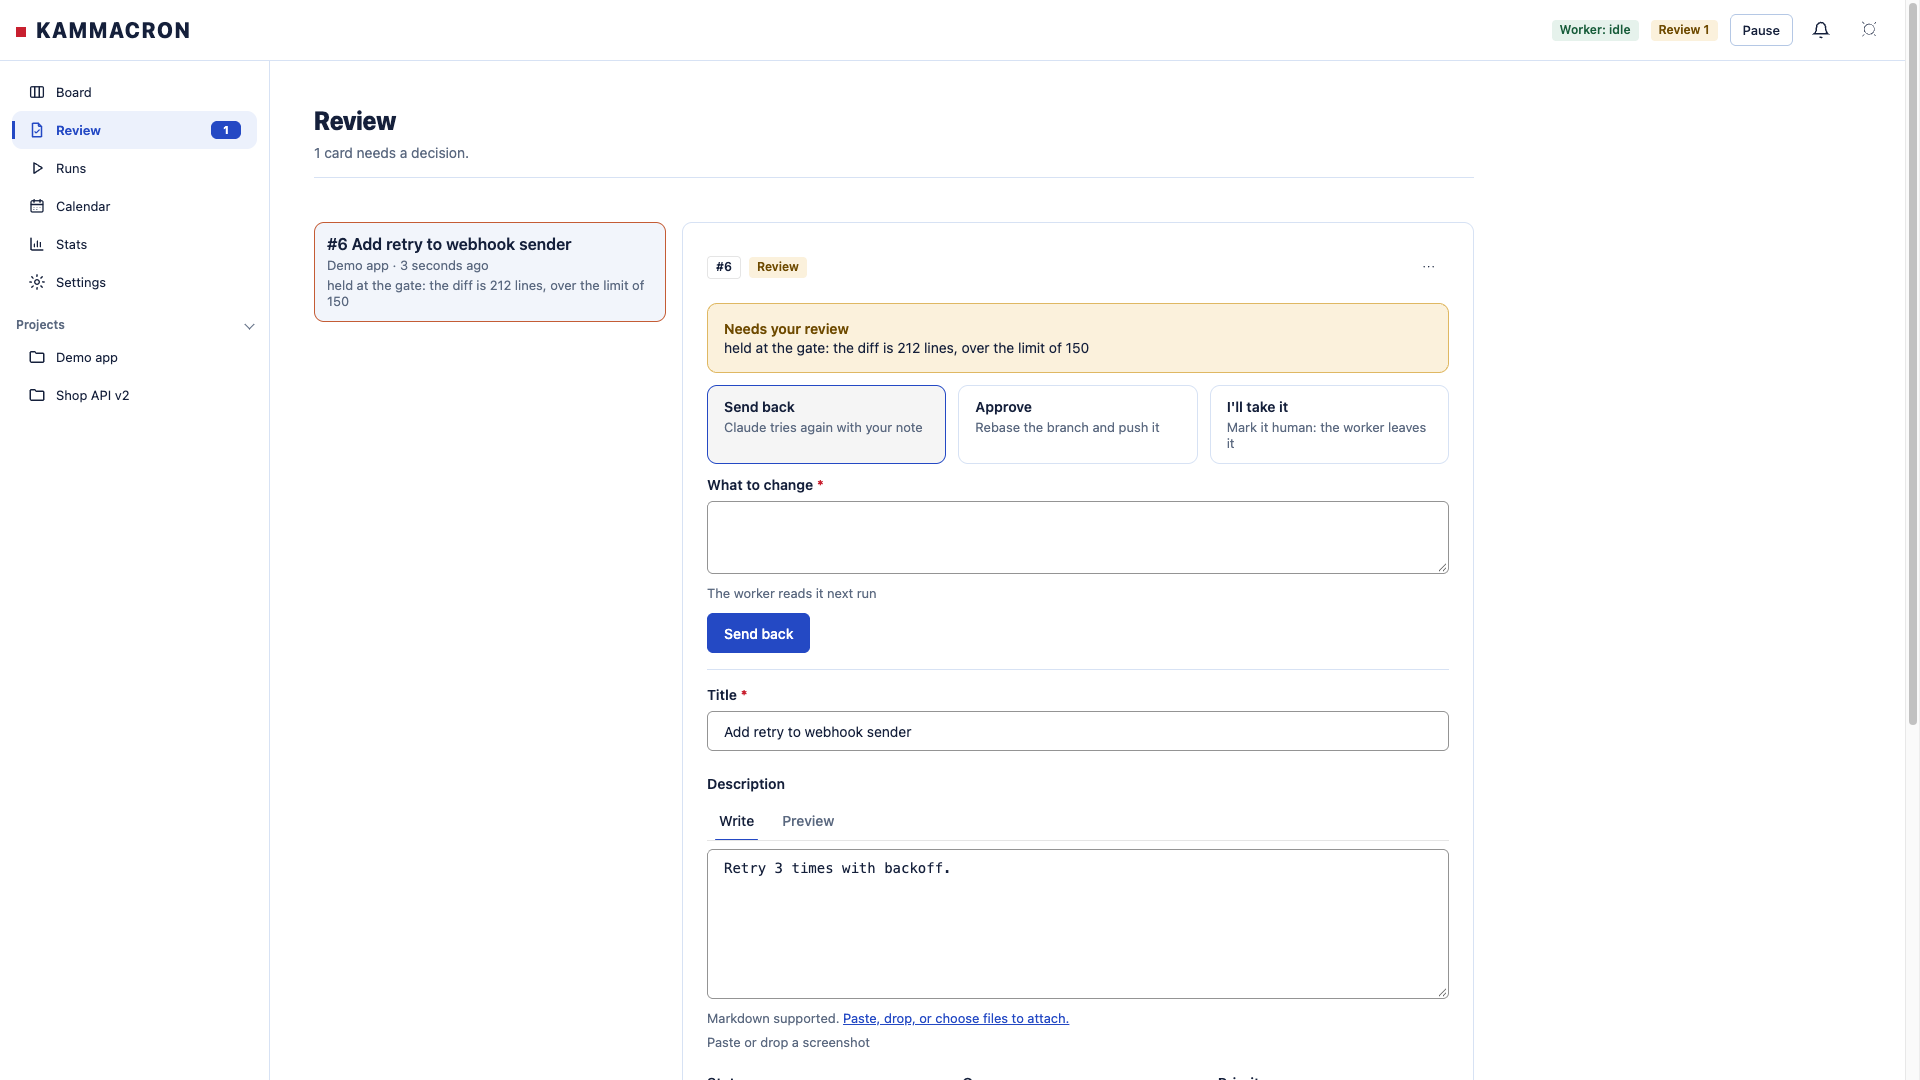 KAMMACRON
Worker: idle
Review 1
Pause
Board
Review
1
Runs
Calendar
Stats
Settings
Projects
Demo app
Shop API v2
Review
1 card needs a decision.
#6 Add retry to webhook sender
Demo app · 3 seconds ago
held at the gate: the diff is 212 lines, over the limit of
150
#6
Review
Needs your review
held at the gate: the diff is 212 lines, over the limit of 150
Send back
Claude tries again with your note
Approve
Rebase the branch and push it
I'll take it
Mark it human: the worker leaves
it
What to change *
The worker reads it next run
Send back
Title *
Add retry to webhook sender
Description
Write
Preview
Retry 3 times with backoff.
Markdown supported. Paste, drop, or choose files to attach.
Paste or drop a screenshot